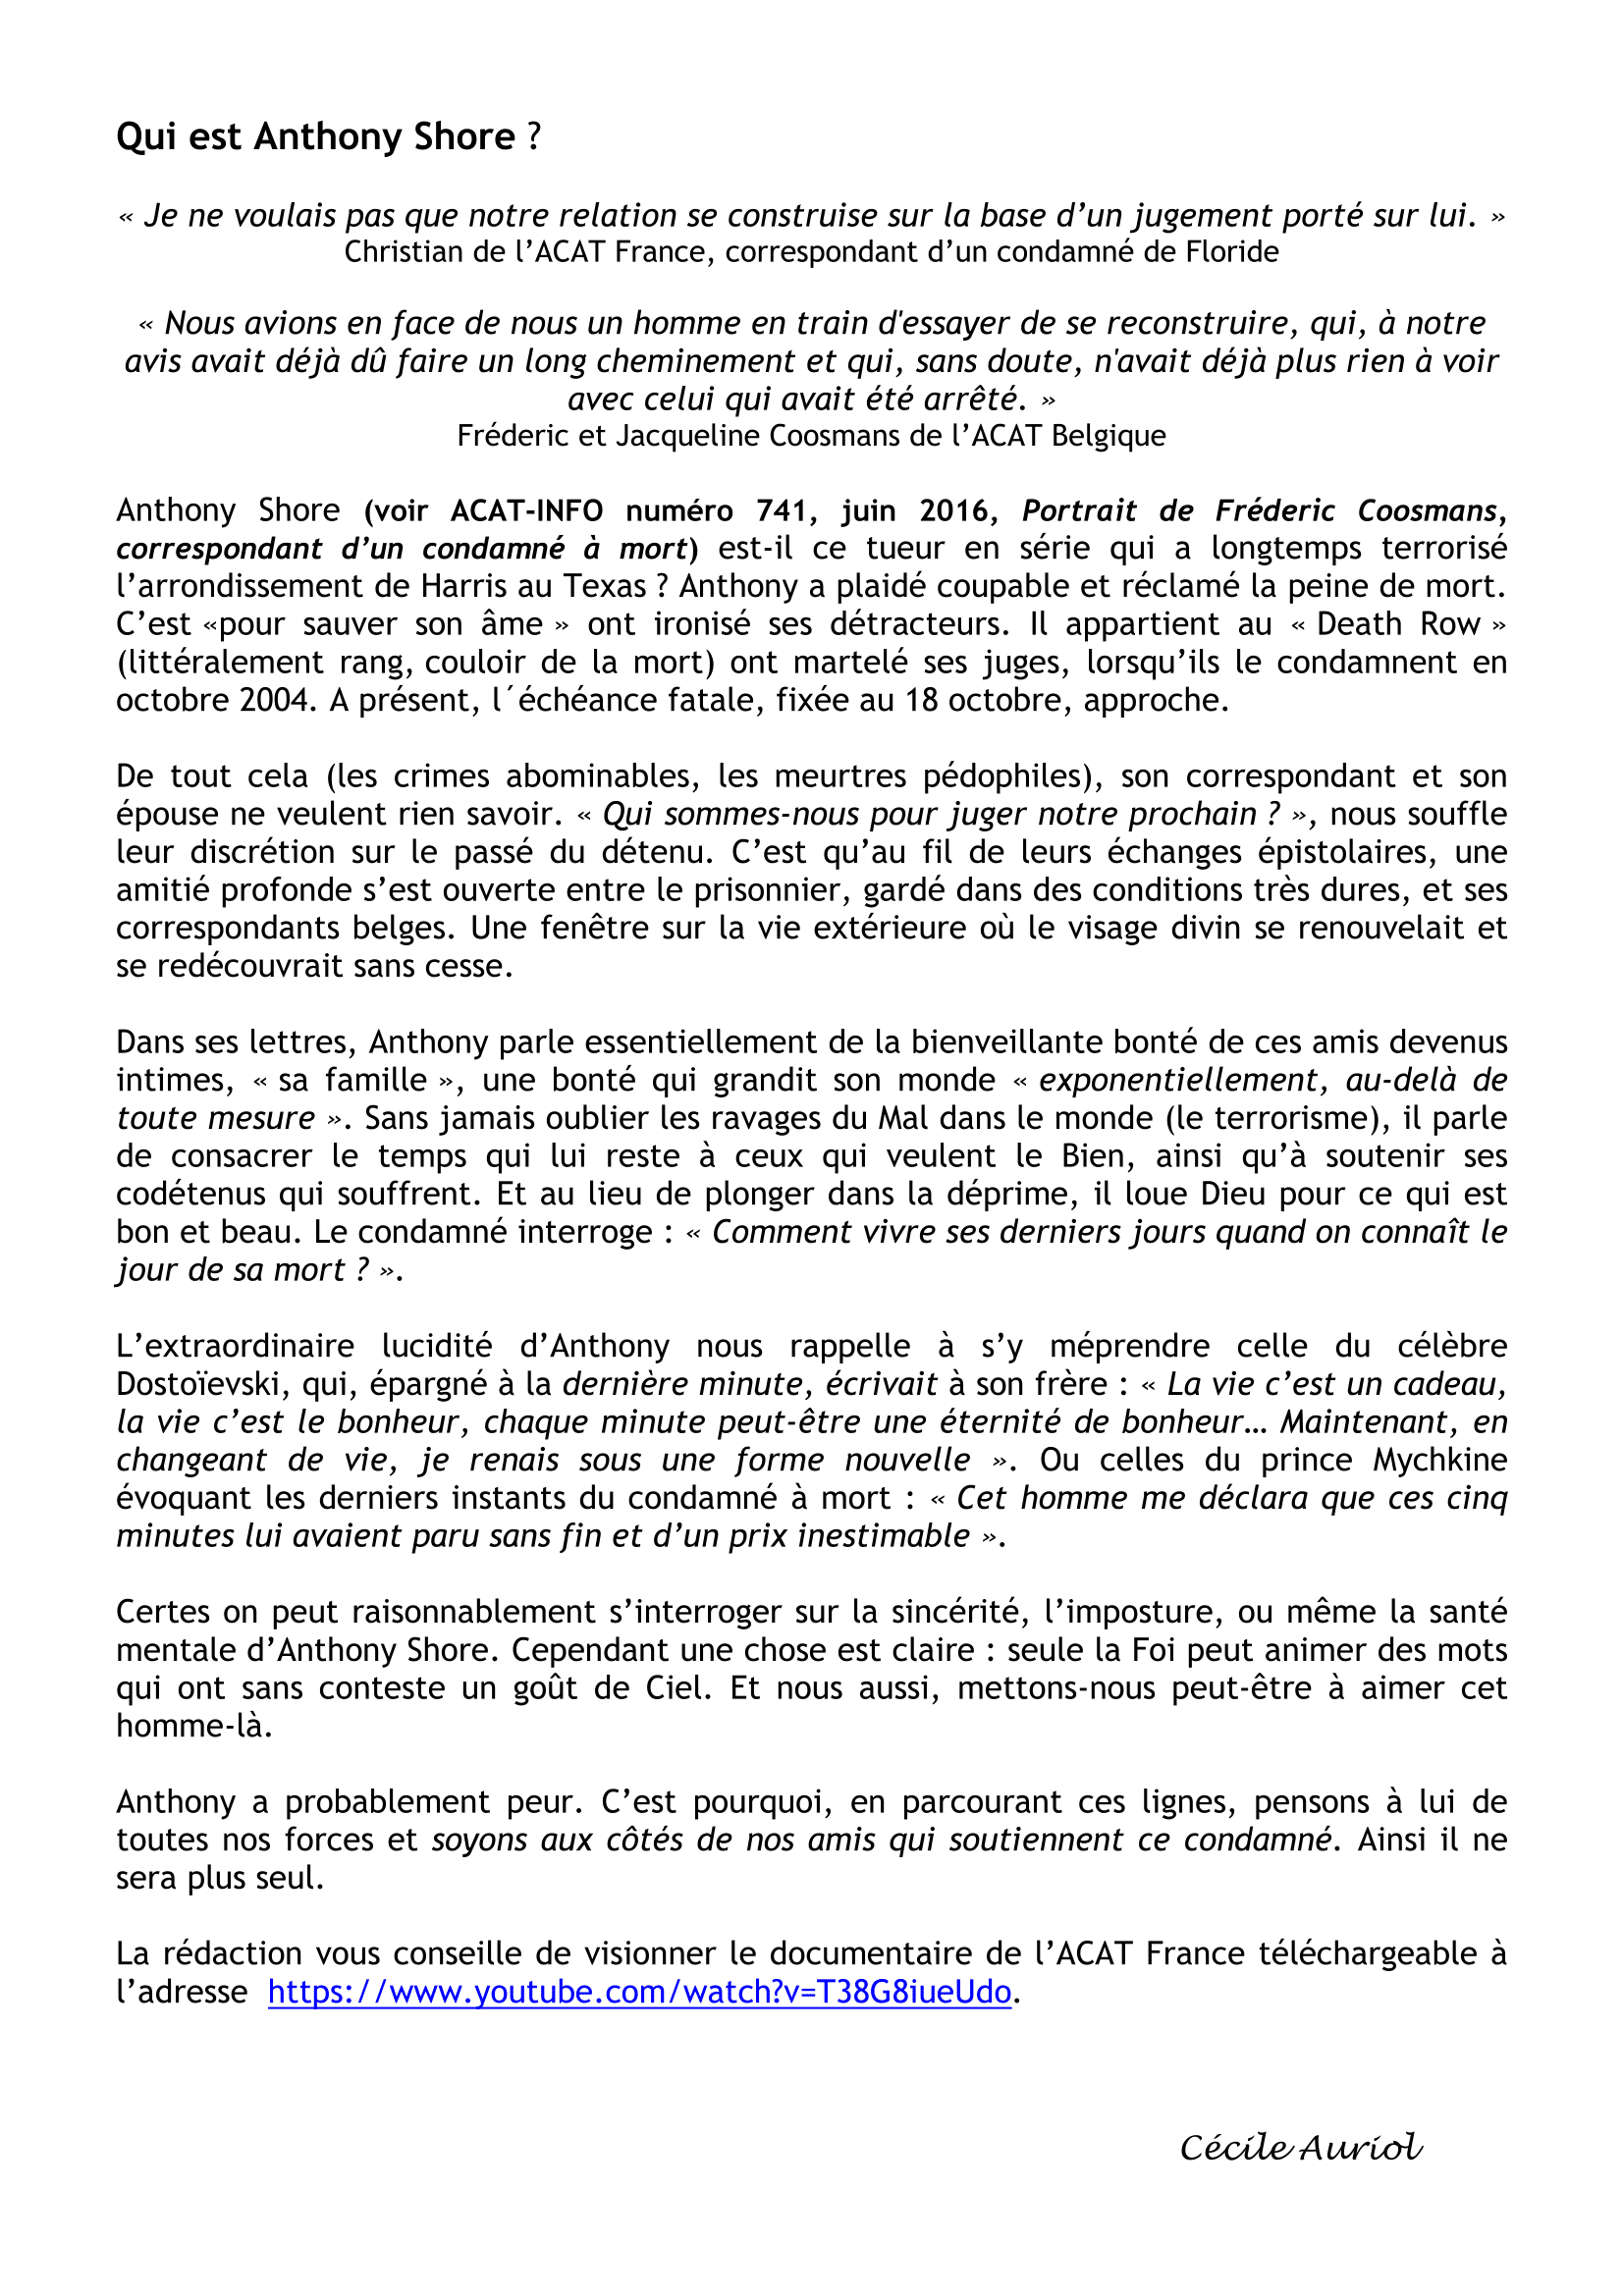 Qui est Anthony Shore ?
« Je ne voulais pas que notre relation se construise sur la base d’un jugement porté sur lui. »
Christian de l’ACAT France, correspondant d’un condamné de Floride
« Nous avions en face de nous un homme en train d'essayer de se reconstruire, qui, à notre
avis avait déjà dû faire un long cheminement et qui, sans doute, n'avait déjà plus rien à voir
avec celui qui avait été arrêté. »
Fréderic et Jacqueline Coosmans de l’ACAT Belgique
Anthony Shore (voir ACAT-INFO numéro 741, juin 2016, Portrait de Fréderic Coosmans,
correspondant d’un condamné à mort) est-il ce tueur en série qui a longtemps terrorisé
l’arrondissement de Harris au Texas ? Anthony a plaidé coupable et réclamé la peine de mort.
C’est «pour sauver son âme » ont ironisé ses détracteurs. Il appartient au « Death Row »
(littéralement rang, couloir de la mort) ont martelé ses juges, lorsqu’ils le condamnent en
octobre 2004. A présent, l´échéance fatale, fixée au 18 octobre, approche.
De tout cela (les crimes abominables, les meurtres pédophiles), son correspondant et son
épouse ne veulent rien savoir. « Qui sommes-nous pour juger notre prochain ? », nous souffle
leur discrétion sur le passé du détenu. C’est qu’au fil de leurs échanges épistolaires, une
amitié profonde s’est ouverte entre le prisonnier, gardé dans des conditions très dures, et ses
correspondants belges. Une fenêtre sur la vie extérieure où le visage divin se renouvelait et
se redécouvrait sans cesse.
Dans ses lettres, Anthony parle essentiellement de la bienveillante bonté de ces amis devenus
intimes, « sa famille », une bonté qui grandit son monde « exponentiellement, au-delà de
toute mesure ». Sans jamais oublier les ravages du Mal dans le monde (le terrorisme), il parle
de consacrer le temps qui lui reste à ceux qui veulent le Bien, ainsi qu’à soutenir ses
codétenus qui souffrent. Et au lieu de plonger dans la déprime, il loue Dieu pour ce qui est
bon et beau. Le condamné interroge : « Comment vivre ses derniers jours quand on connaît le
jour de sa mort ? ».
L’extraordinaire lucidité d’Anthony nous rappelle à s’y méprendre celle du célèbre
Dostoïevski, qui, épargné à la dernière minute, écrivait à son frère : « La vie c’est un cadeau,
la vie c’est le bonheur, chaque minute peut-être une éternité de bonheur… Maintenant, en
changeant de vie, je renais sous une forme nouvelle ». Ou celles du prince Mychkine
évoquant les derniers instants du condamné à mort : « Cet homme me déclara que ces cinq
minutes lui avaient paru sans fin et d’un prix inestimable ».
Certes on peut raisonnablement s’interroger sur la sincérité, l’imposture, ou même la santé
mentale d’Anthony Shore. Cependant une chose est claire : seule la Foi peut animer des mots
qui ont sans conteste un goût de Ciel. Et nous aussi, mettons-nous peut-être à aimer cet
homme-là.
Anthony a probablement peur. C’est pourquoi, en parcourant ces lignes, pensons à lui de
toutes nos forces et soyons aux côtés de nos amis qui soutiennent ce condamné. Ainsi il ne
sera plus seul.
La rédaction vous conseille de visionner le documentaire de l’ACAT France téléchargeable à
l’adresse https://www.youtube.com/watch?v=T38G8iueUdo.
Cécile Auriol